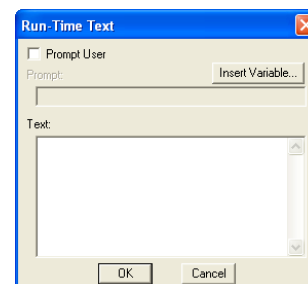 Run-Time Text
Prompt User
Prompt:
Insert Variable...
Text:
OK
Cancel